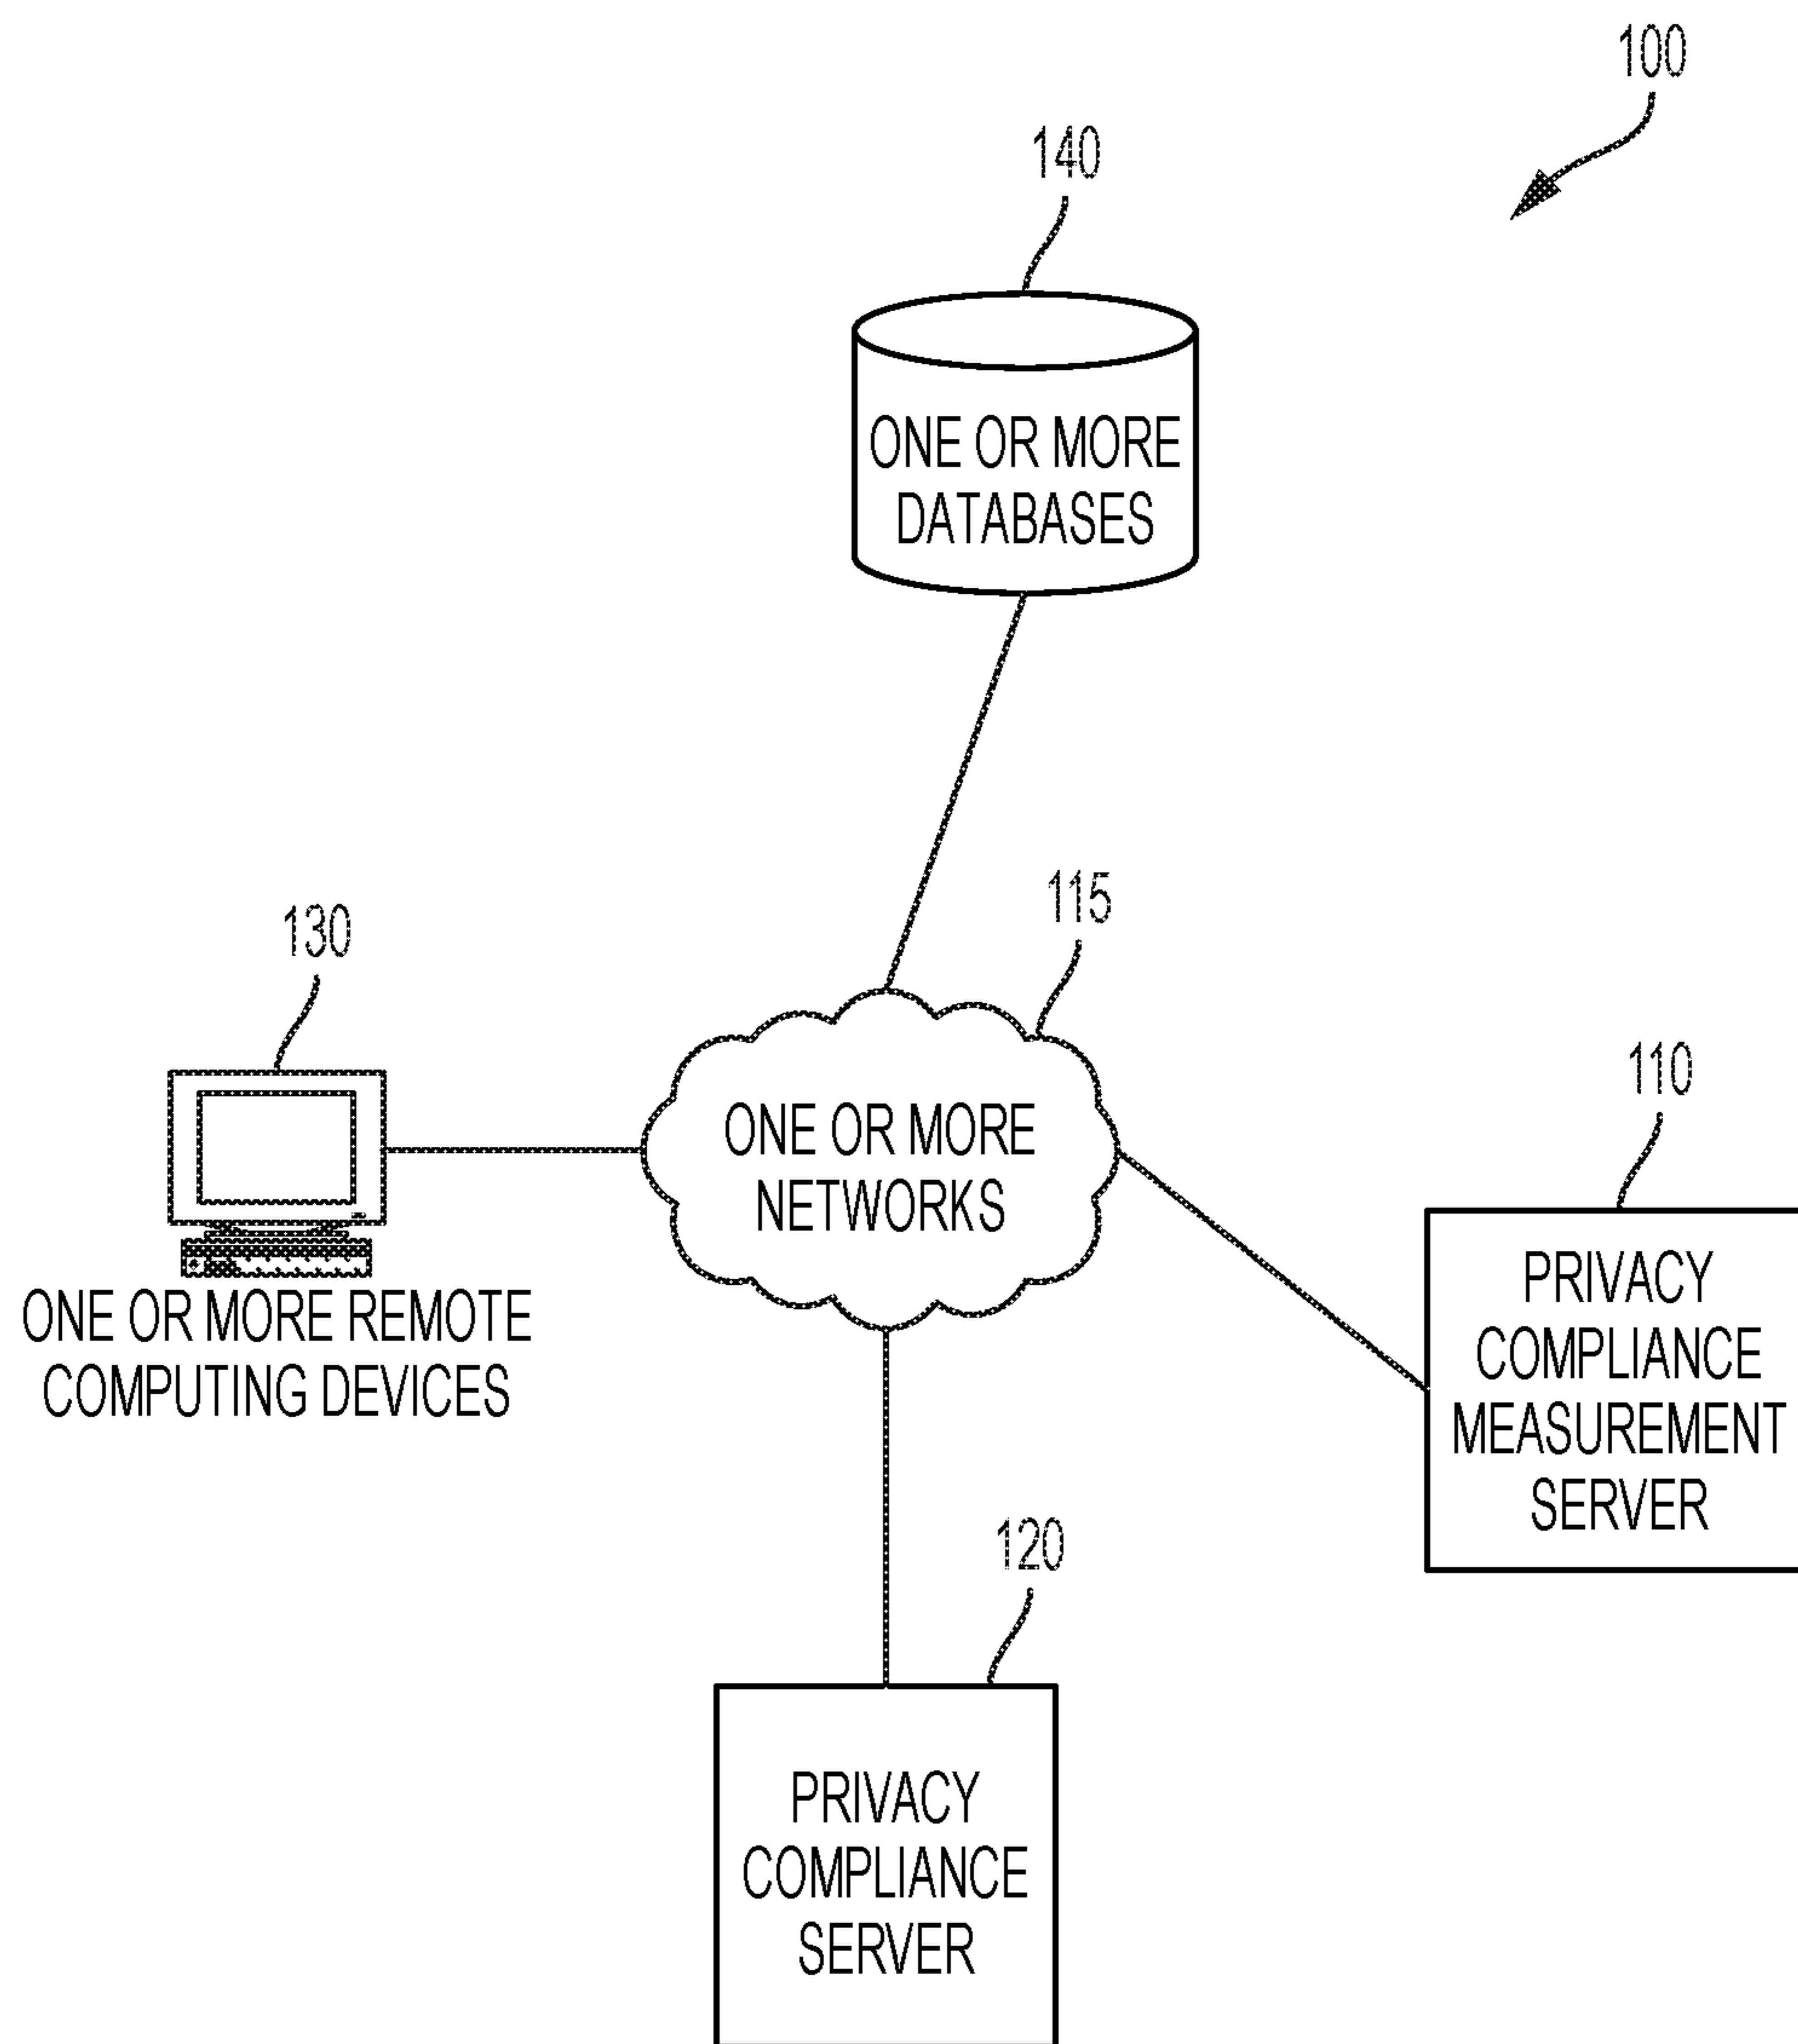 100
140
ONE OR MORE
DATABASES
115
130
110
ONE OR MORE
NETWORKS
PRIVACY
COMPLIANCE
MEASUREMENT
SERVER
ONE OR MORE REMOTE
COMPUTING DEVICES
120
PRIVACY
COMPLIANCE
SERVER